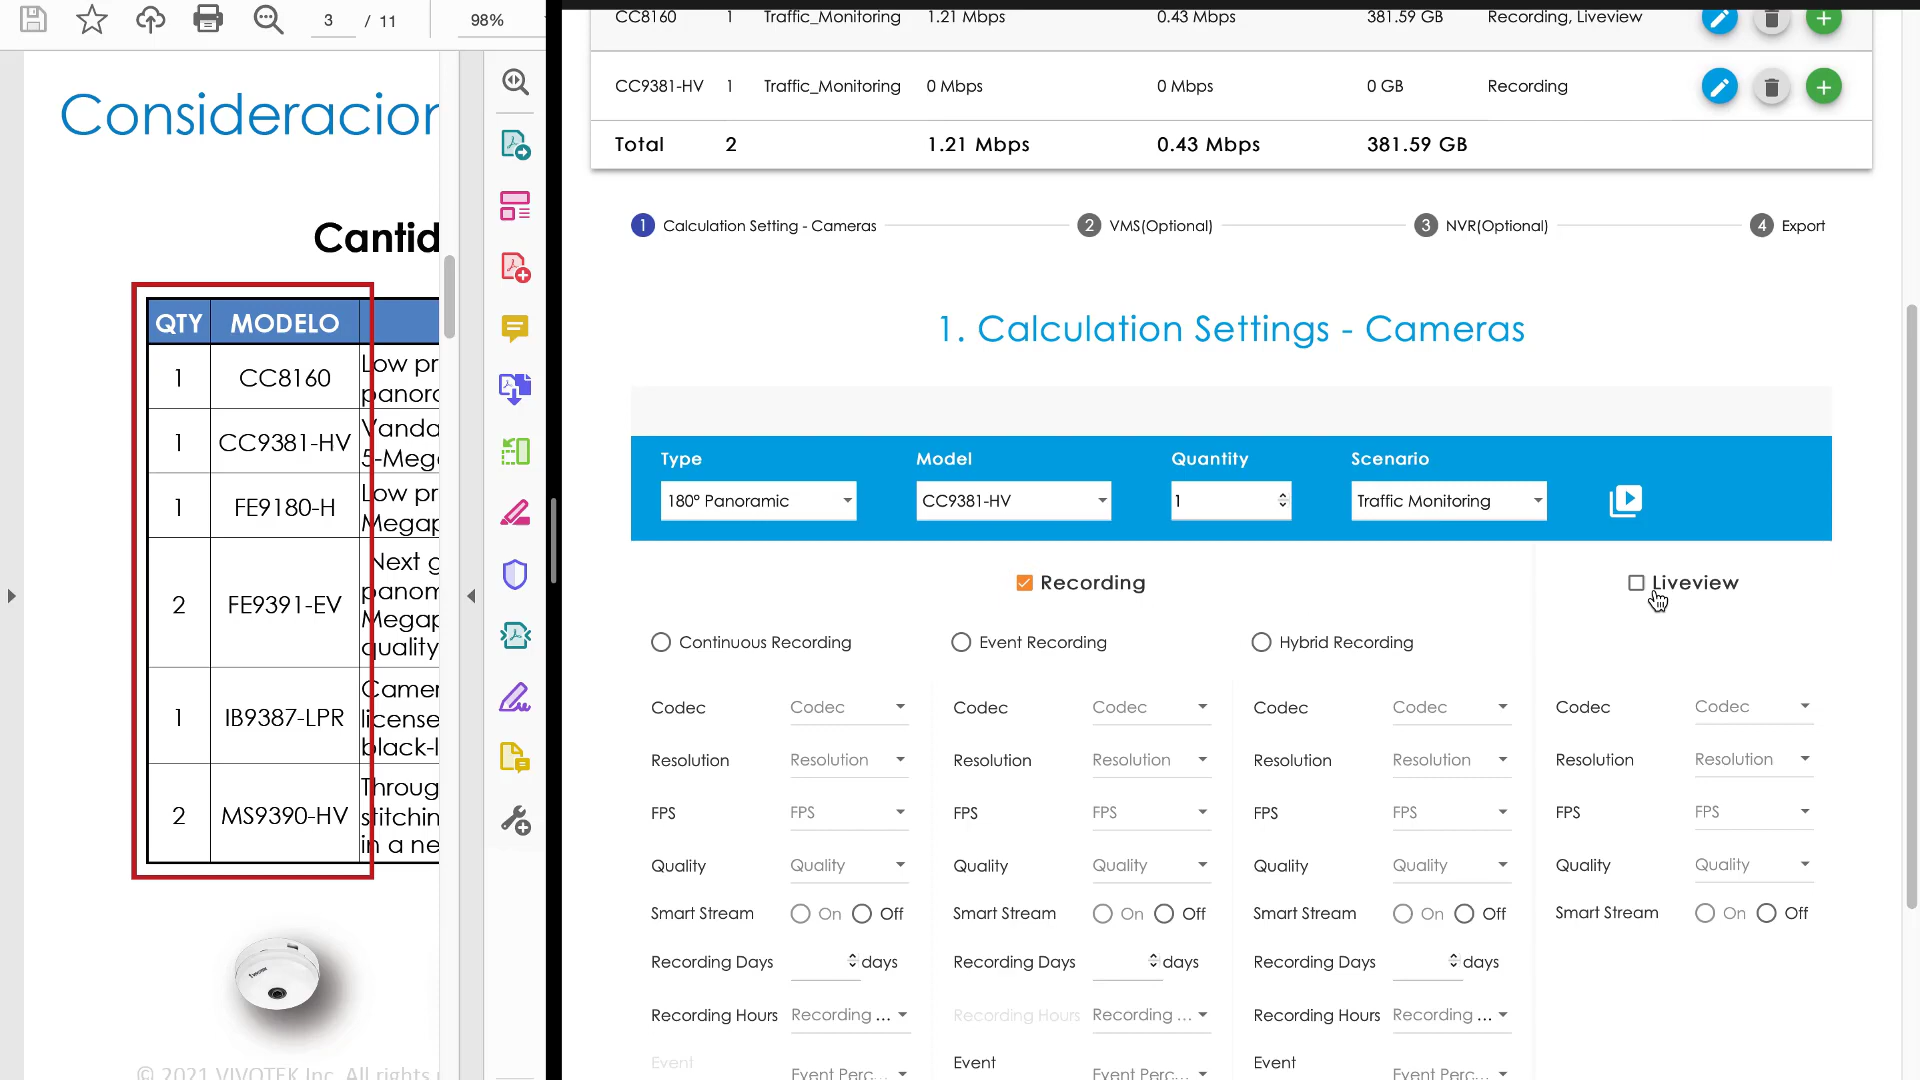 3 / 11 98%
Consideracion
Cantid
QTY MODELO
1 CC8160 Low pr
panora
1 CC9381-HV Vanda
5-Mega
1 FE9180-H Low pr
Megap
2 FE9391-EV Next g
panom
Megap
quality
1 IB9387-LPR Camer
license
black-l
2 MS9390-HV Throug
stitchin
in a ne
VIVOTEK
© 2021 VIVOTEK Inc. All rights r
CC8160 1 Traffic_Monitoring 1.21 Mbps 0.43 Mbps 381.59 GB Recording, Liveview
CC9381-HV 1 Traffic_Monitoring 0 Mbps 0 Mbps 0 GB Recording
Total 2 1.21 Mbps 0.43 Mbps 381.59 GB
1 Calculation Setting - Cameras 2 VMS(Optional) 3 NVR(Optional) 4 Export
1. Calculation Settings - Cameras
Type Model Quantity Scenario
180° Panoramic CC9381-HV 1 Traffic Monitoring
Recording Liveview
Continuous Recording Event Recording Hybrid Recording
Codec Codec Codec Codec Codec Codec Codec Codec
Resolution Resolution Resolution Resolution Resolution Resolution Resolution Resolution
FPS FPS FPS FPS FPS FPS FPS FPS
Quality Quality Quality Quality Quality Quality Quality Quality
Smart Stream On Off Smart Stream On Off Smart Stream On Off Smart Stream On Off
Recording Days days Recording Days days Recording Days days
Recording Hours Recording ... Recording Hours Recording ... Recording Hours Recording ...
Event Event Perc... Event Event Perc... Event Event Perc...